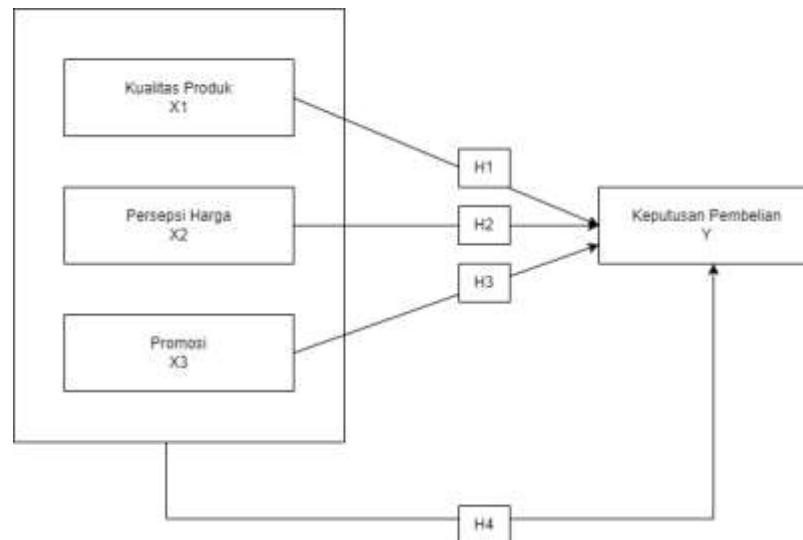 Kualitas Produk
X1
H1
Persepsi Harga
X2
H2
Keputusan Pembelian
Y
H3
Promosi
X3
H4